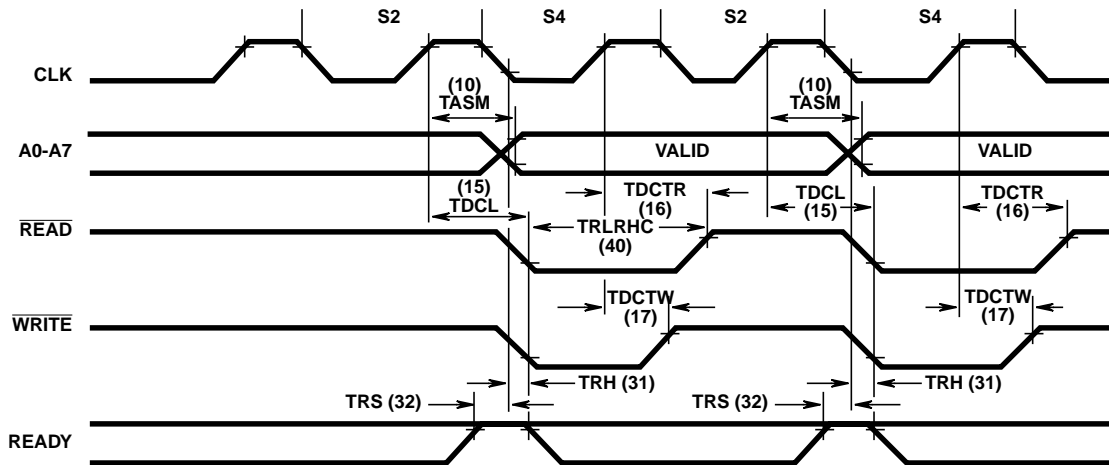 S2 S4 S2 S4
CLK
(10)
TASM
(10)
TASM
A0-A7
VALID
VALID
(15)
TDCL
TDCTR
(16)
TDCL
(15)
TDCTR
(16)
READ
TRLRHC
(40)
TDCTW
(17)
TDCTW
(17)
WRITE
TRH (31)
TRH (31)
TRS (32)
TRS (32)
READY